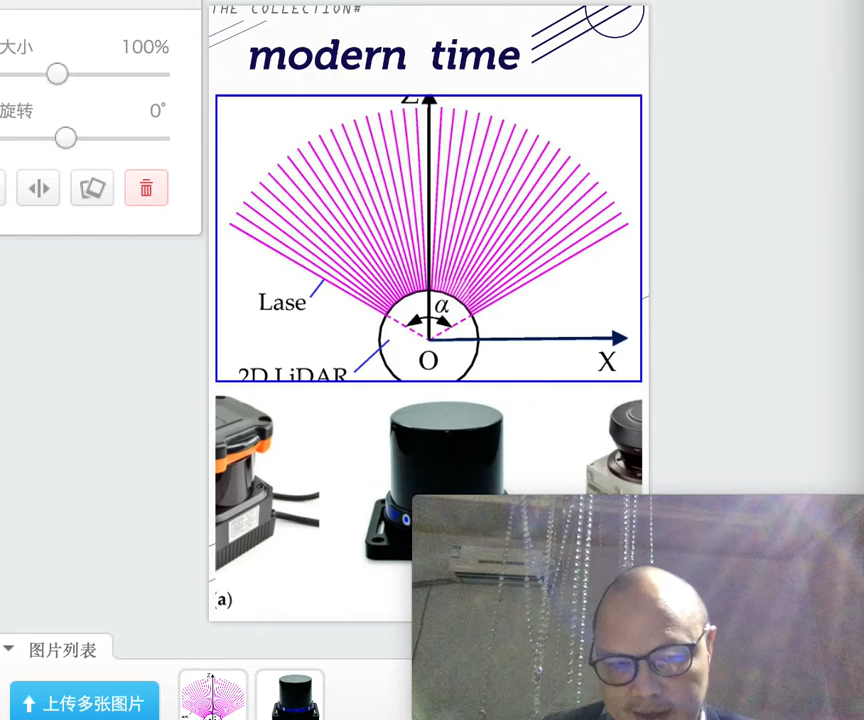 THE COLLECTION#
大小 100%
modern time
旋转 0°
Z
α
Lase
O
X
2D LiDAR
(a)
图片列表
上传多张图片